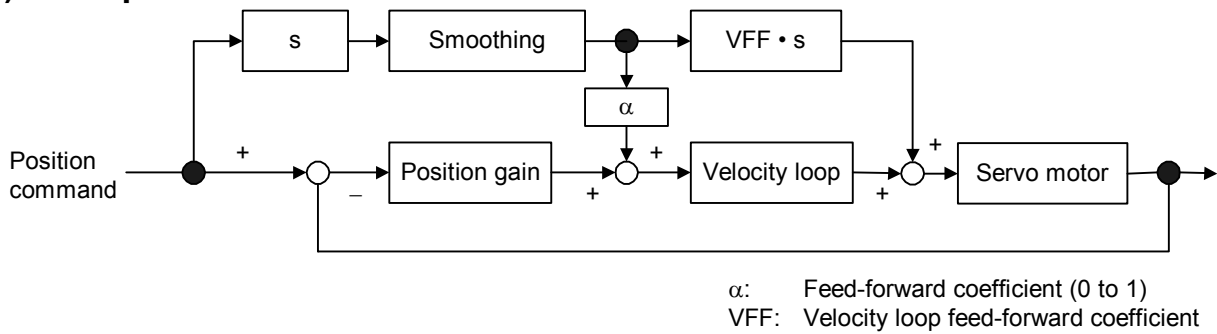 s
Smoothing
VFF • s
α
Position
command
+
−
Position gain
+
+
Velocity loop
+
+
Servo motor
α: Feed-forward coefficient (0 to 1)
VFF: Velocity loop feed-forward coefficient